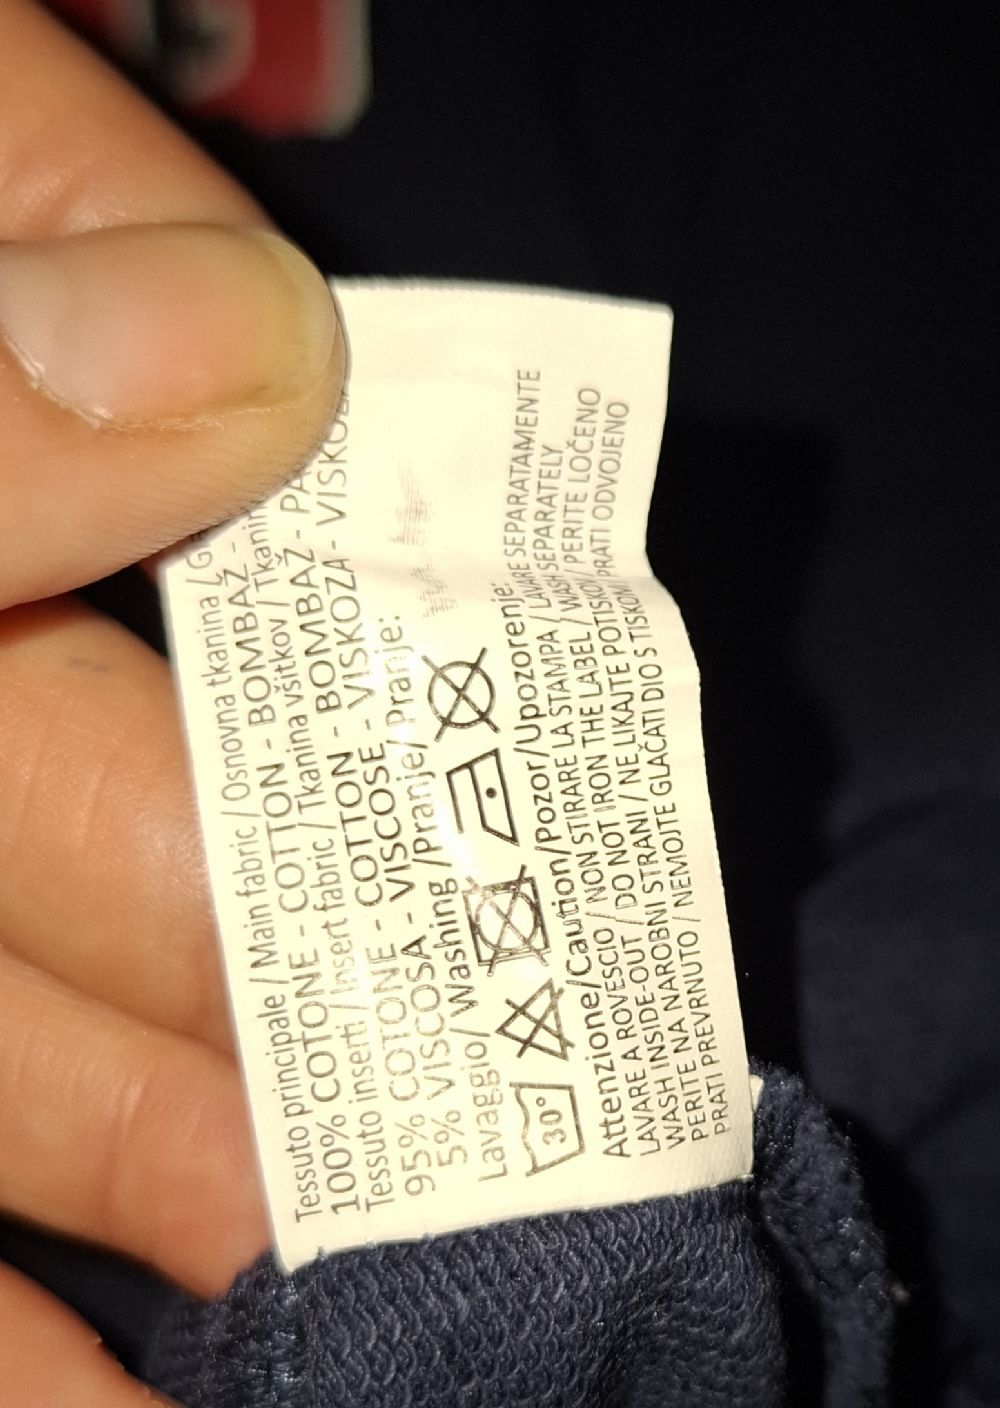 Tessuto principale / Main fabric / Osnovna tkanina /
100% COTONE - COTTON - BOMBAŽ -
Tessuto inserti / Insert fabric / Tkanina všitkov /
95% COTONE - COTTON - BOMBAŽ -
5% VISCOSA - VISCOSE - VISKOZA -
Lavaggio / Washing / Pranje / Pranje:
30°
Attenzione/Caution/Pozor/Upozorenje:
LAVARE A ROVESCIO / NON STIRARE LA STAMPA / LAVARE SEPARATAMENTE
WASH INSIDE-OUT / DO NOT IRON THE LABEL / WASH SEPARATELY
PERITE NA NAROBNI STRANI / NE LIKAJTE POTISKOV / PERITE LOČENO
PRATI PREVRNUTO / NEMOJTE GLAČATI DIO S TISKOM / PRATI ODVOJENO